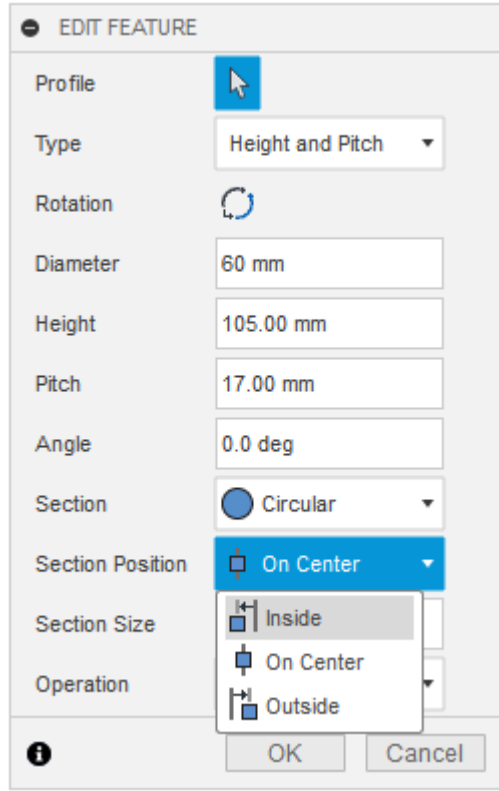 EDIT FEATURE
Profile
Type Height and Pitch
Rotation
Diameter 60 mm
Height 105.00 mm
Pitch 17.00 mm
Angle 0.0 deg
Section Circular
Section Position On Center
Section Size Inside
On Center
Operation
Outside
OK Cancel